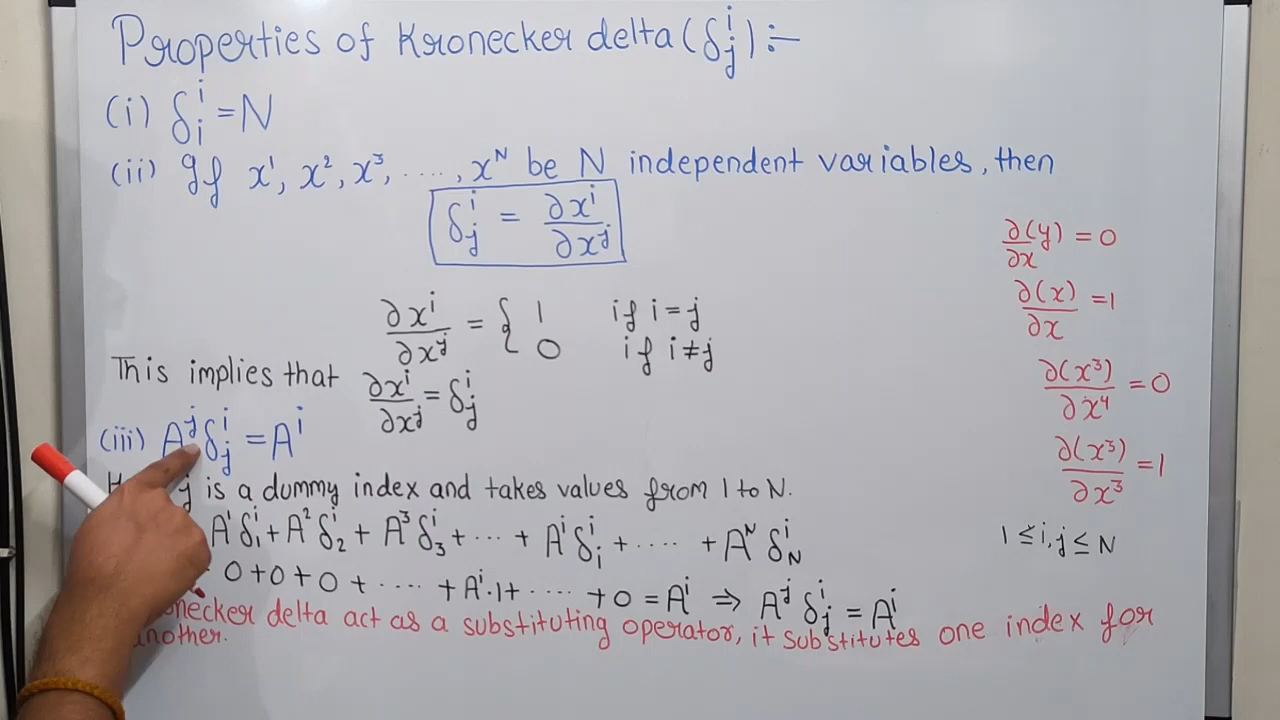 Properties of Kronecker delta (δ^i_j) :-
(i) δ^i_i = N
(ii) If x^1, x^2, x^3, ....., x^N be N independent variables, then
δ^i_j = ∂x^i/∂x^j
∂x^i/∂x^j = { 1 if i = j
0 if i ≠ j
This implies that ∂x^i/∂x^j = δ^i_j
(iii) A^j δ^i_j = A^i
j is a dummy index and takes values from 1 to N.
A^1 δ^i_1 + A^2 δ^i_2 + A^3 δ^i_3 + ... + A^i δ^i_i + .... + A^N δ^i_N
0 + 0 + 0 + .... + A^i.1 + .... + 0 = A^i ⇒ A^j δ^i_j = A^i
delta act as a substituting operator, it substitutes one index for
another.
∂(y)/∂x = 0
∂(x)/∂x = 1
∂(x^3)/∂x^4 = 0
∂(x^3)/∂x^3 = 1
1 ≤ i, j ≤ N